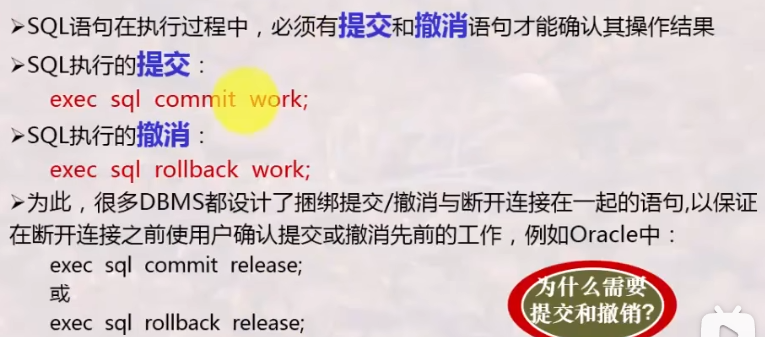 ➢SQL语句在执行过程中，必须有提交和撤消语句才能确认其操作结果
➢SQL执行的提交：
exec sql commit work;
➢SQL执行的撤消：
exec sql rollback work;
➢为此，很多DBMS都设计了捆绑提交/撤消与断开连接在一起的语句,以保证
在断开连接之前使用户确认提交或撤消先前的工作，例如Oracle中：
exec sql commit release;
或
exec sql rollback release;
为什么需要
提交和撤销?